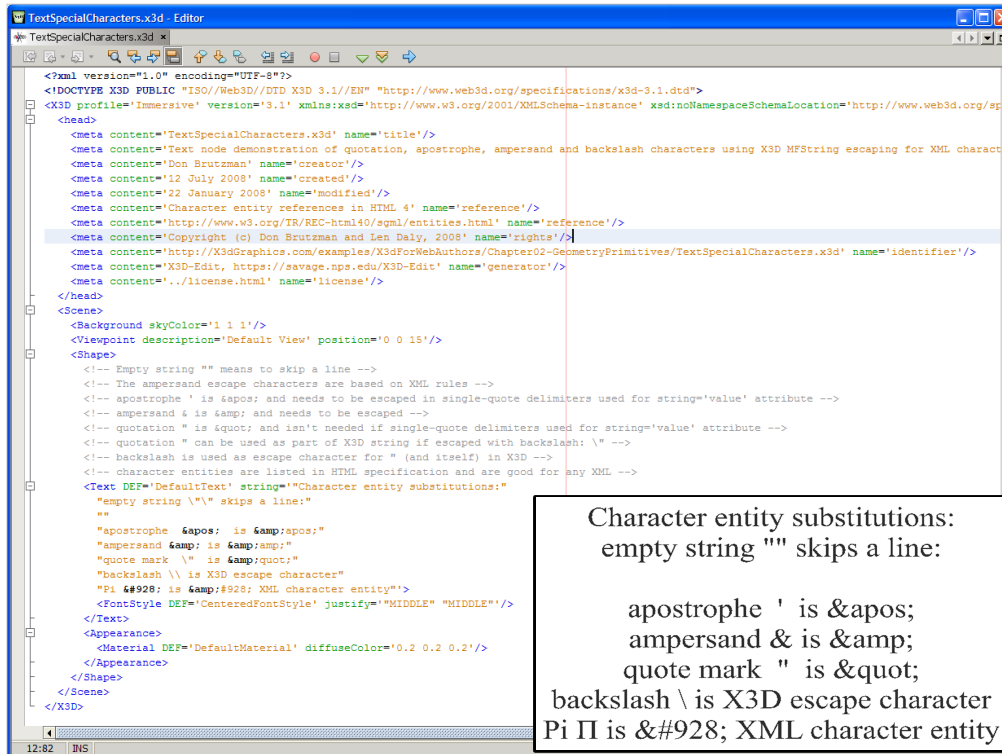 TextSpecialCharacters.x3d - Editor
TextSpecialCharacters.x3d
<?xml version="1.0" encoding="UTF-8"?>
<!DOCTYPE X3D PUBLIC "ISO//Web3D//DTD X3D 3.1//EN" "http://www.web3d.org/specifications/x3d-3.1.dtd">
<X3D profile='Immersive' version='3.1' xmlns:xsd='http://www.w3.org/2001/XMLSchema-instance' xsd:noNamespaceSchemaLocation='http://www.web3d.org/sp
<head>
<meta content='TextSpecialCharacters.x3d' name='title'/>
<meta content='Text node demonstration of quotation, apostrophe, ampersand and backslash characters using X3D MFString escaping for XML charact
<meta content='Don Brutzman' name='creator'/>
<meta content='12 July 2008' name='created'/>
<meta content='22 January 2008' name='modified'/>
<meta content='Character entity references in HTML 4' name='reference'/>
<meta content='http://www.w3.org/TR/REC-html40/sgml/entities.html' name='reference'/>
<meta content='Copyright (c) Don Brutzman and Len Daly, 2008' name='rights'/>
<meta content='http://X3dGraphics.com/examples/X3dForWebAuthors/Chapter02-GeometryPrimitives/TextSpecialCharacters.x3d' name='identifier'/>
<meta content='X3D-Edit, https://savage.nps.edu/X3D-Edit' name='generator'/>
<meta content='../license.html' name='license'/>
</head>
<Scene>
<Background skyColor='1 1 1'/>
<Viewpoint description='Default View' position='0 0 15'/>
<Shape>
<!-- Empty string "" means to skip a line -->
<!-- The ampersand escape characters are based on XML rules -->
<!-- apostrophe ' is &apos; and needs to be escaped in single-quote delimiters used for string='value' attribute -->
<!-- ampersand & is &amp; and needs to be escaped -->
<!-- quotation " is &quot; and isn't needed if single-quote delimiters used for string='value' attribute -->
<!-- quotation " can be used as part of X3D string if escaped with backslash: \" -->
<!-- backslash is used as escape character for " (and itself) in X3D -->
<!-- character entities are listed in HTML specification and are good for any XML -->
<Text DEF='DefaultText' string='"Character entity substitutions:"
"empty string \"\" skips a line:"
""
"apostrophe  &apos;  is &amp;apos;"
"ampersand &amp; is &amp;amp;"
"quote mark  \"  is &amp;quot;"
"backslash \\ is X3D escape character"
"Pi &#928; is &amp;#928; XML character entity"'>
<FontStyle DEF='CenteredFontStyle' justify='"MIDDLE" "MIDDLE"'/>
</Text>
<Appearance>
<Material DEF='DefaultMaterial' diffuseColor='0.2 0.2 0.2'/>
</Appearance>
</Shape>
</Scene>
</X3D>
Character entity substitutions:
empty string "" skips a line:
apostrophe  '  is &apos;
ampersand & is &amp;
quote mark  "  is &quot;
backslash \ is X3D escape character
Pi Π is &#928; XML character entity
12:82 INS